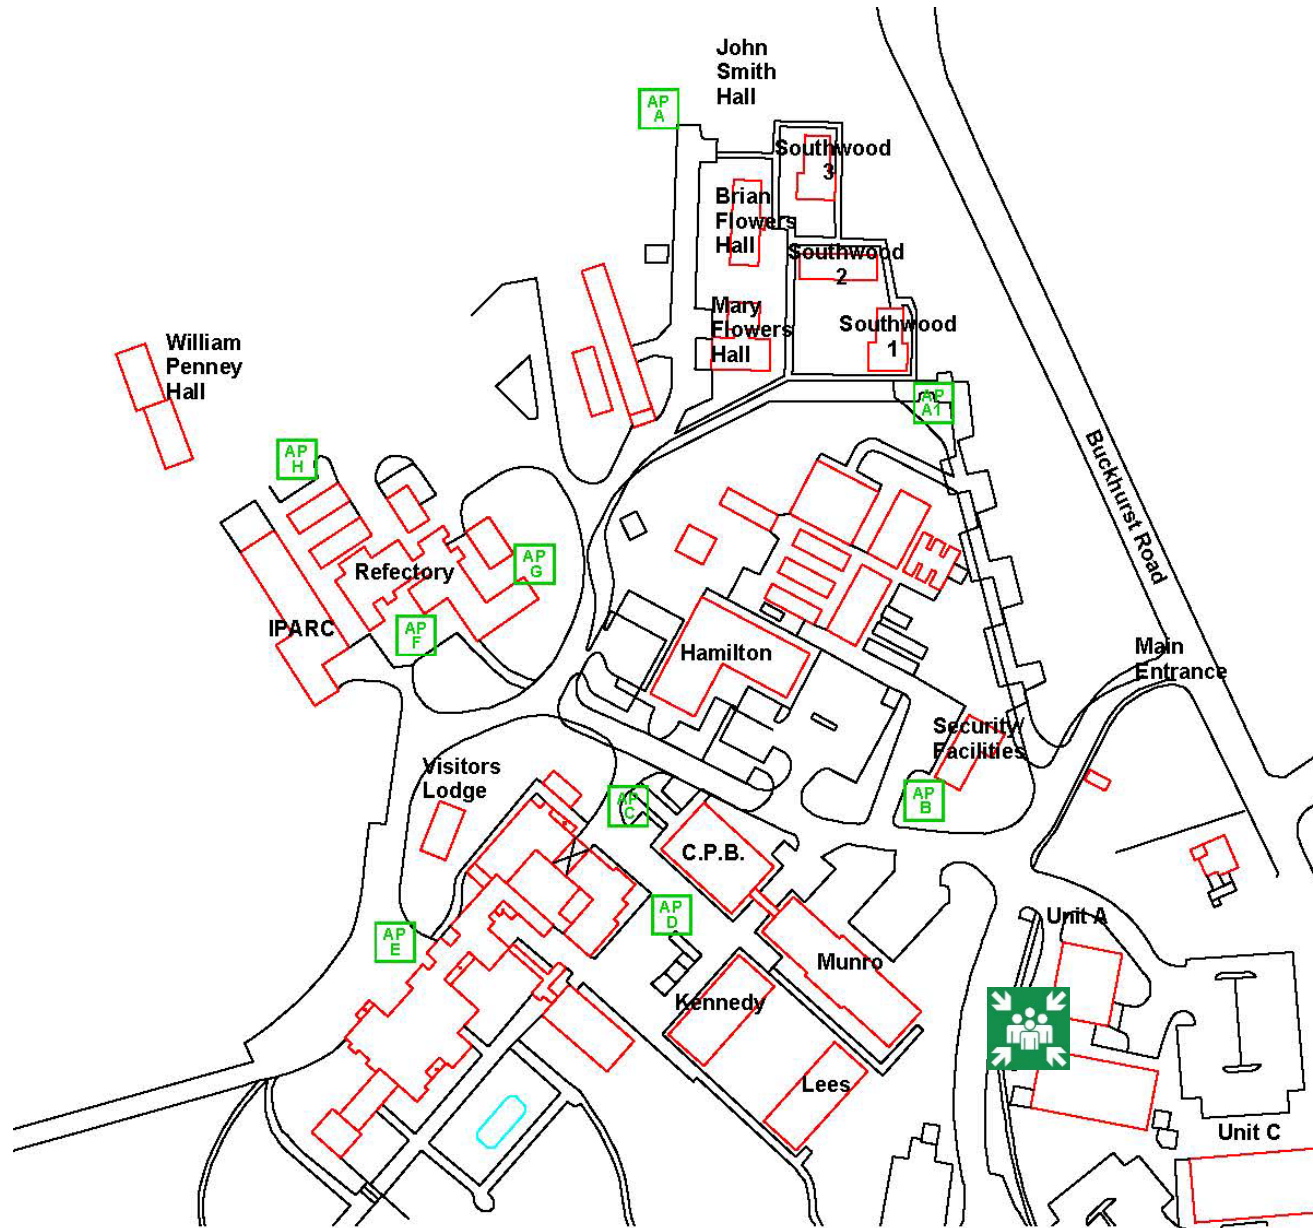 John
Smith
Hall
AP
A
Southwood
3
Brian
Flowers
Hall
Southwood
2
Mary
Flowers
Hall
Southwood
1
William
Penney
Hall
AP
A1
Buckhurst Road
AP
H
AP
G
Refectory
IPARC
AP
F
Hamilton
Main
Entrance
Security/
Facilities
Visitors
Lodge
AP
C
AP
B
C.P.B.
AP
D
Unit A
AP
E
Munro
Kennedy
Lees
Unit C